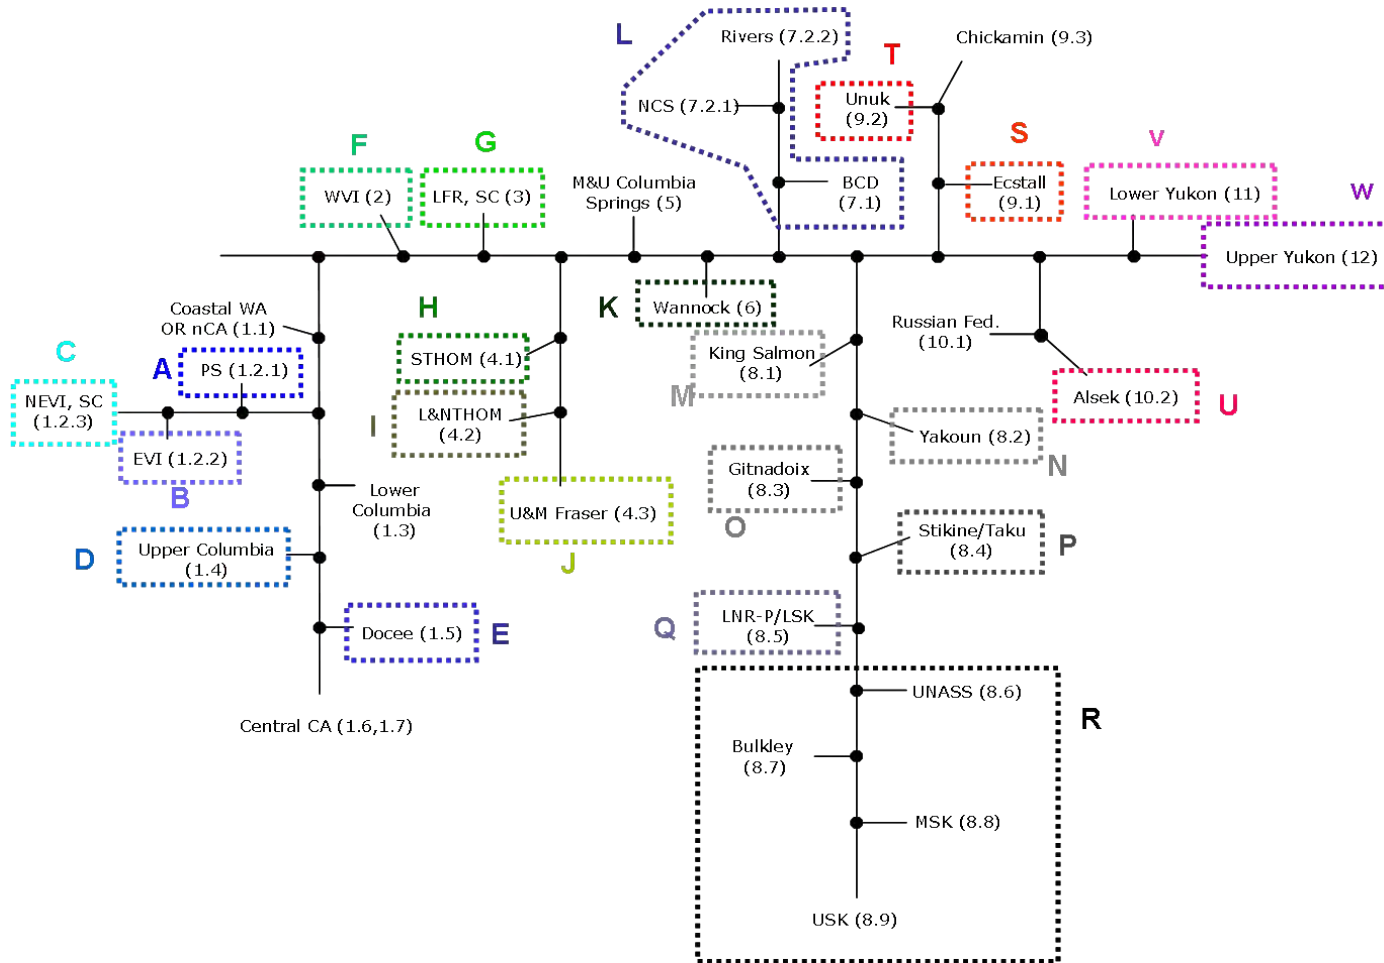 L
Rivers (7.2.2)
T
Chickamin (9.3)
NCS (7.2.1)
Unuk
(9.2)
F
G
S
V
W
WVI (2)
LFR, SC (3)
M&U Columbia
Springs (5)
BCD
(7.1)
Ecstall
(9.1)
Lower Yukon (11)
Upper Yukon (12)
Coastal WA
OR nCA (1.1)
H
K
Wannock (6)
Russian Fed.
(10.1)
C
A
PS (1.2.1)
STHOM (4.1)
King Salmon
(8.1)
M
Alsek (10.2)
U
NEVI, SC
(1.2.3)
I
L&NTHOM
(4.2)
Yakoun (8.2)
N
EVI (1.2.2)
B
Gitnadoix
(8.3)
O
Lower
Columbia
(1.3)
U&M Fraser (4.3)
J
D
Upper Columbia
(1.4)
Stikine/Taku
(8.4)
P
Docee (1.5)
E
Q
LNR-P/LSK
(8.5)
Central CA (1.6,1.7)
UNASS (8.6)
R
Bulkley
(8.7)
MSK (8.8)
USK (8.9)